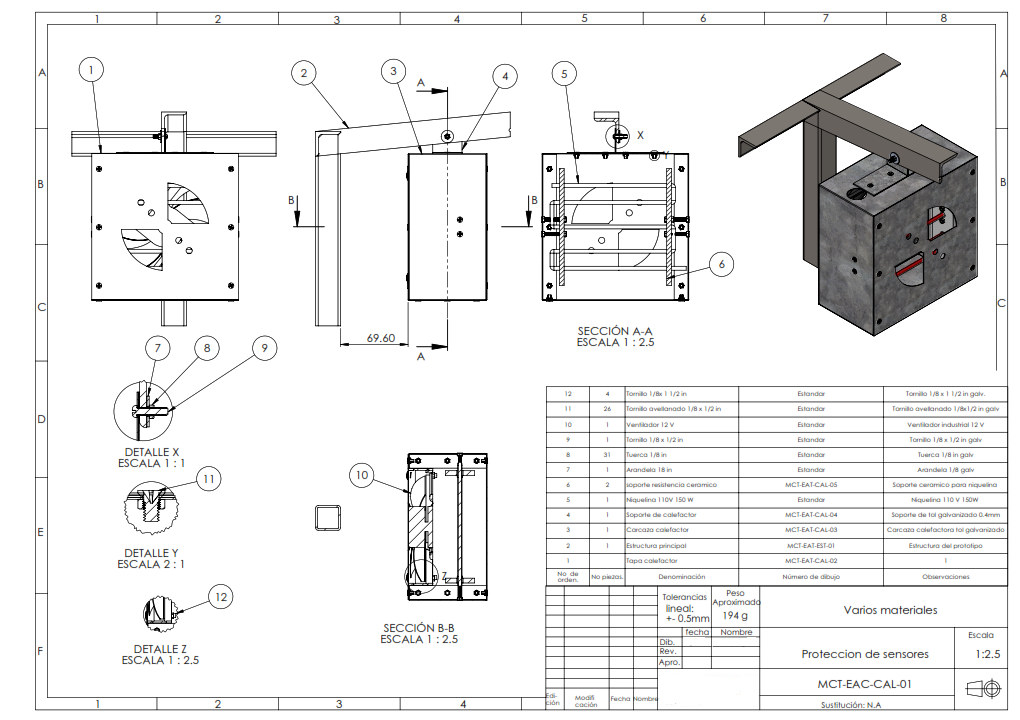 1 2 3 4 5 6 7 8
A A
1 2 3 A 4 5
X
Y
B B B B
6
C C
69.60
A
SECCIÓN A-A
ESCALA 1 : 2.5
7 8 9
D D
DETALLE X
ESCALA 1 : 1
10 11
E E
DETALLE Y
ESCALA 2 : 1
Z
12
DETALLE Z
ESCALA 1 : 2.5
SECCIÓN B-B
ESCALA 1 : 2.5
F
12 4 Tornillo 1/8x 1 1/2 in Estandar Tornillo 1/8 x 1 1/2 in galv.
11 26 Tornillo avellanado 1/8 x 1/2 in Estandar Tornillo avellanado 1/8x1/2 in galv
10 1 Ventilador 12 V Estandar Ventilador industrial 12 V
9 1 Tornillo 1/8 x 1/2 in Estandar Tornillo 1/8 x 1/2 in galv
8 31 Tuerca 1/8 in Estandar Tuerca 1/8 in galv
7 1 Arandela 18 in Estandar Arandela 1/8 galv
6 2 soporte resistencia ceramico MCT-EAT-CAL-05 Soporte ceramico para niquelina
5 1 Niquelina 110V 150 W Estandar Niquelina 110 V 150W
4 1 Soporte de calefactor MCT-EAT-CAL-04 Soporte de tol galvanizado 0.4mm
3 1 Carcaza calefactor MCT-EAT-CAL-03 Carcaza calefactora tol galvanizado
2 1 Estructura principal MCT-EAT-EST-01 Estructura del prototipo
1 Tapa calefactor MCT-EAT-CAL-02 1
No de orden. No piezas. Denominación Número de dibujo Observaciones
Tolerancias
lineal:
+- 0.5mm
Peso
Aproximado
194 g
Varios materiales
fecha Nombre
Dib.
Rev.
Apro.
Proteccion de sensores
Escala
1:2.5
MCT-EAC-CAL-01
Edi-
ción
Modifi
cación
Fecha Nombre
Sustitución: N.A
1 2 3 4